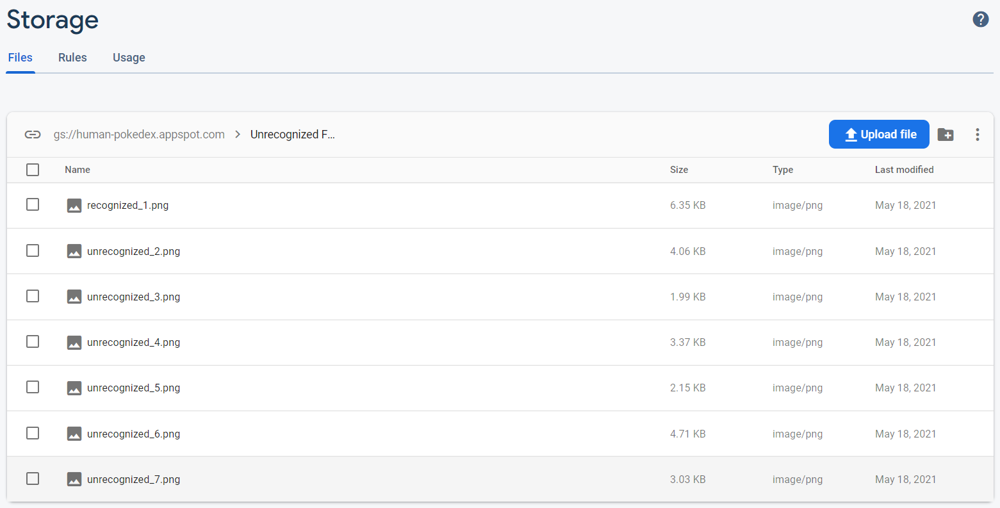 Storage
?
Files Rules Usage
gs://human-pokedex.appspot.com > Unrecognized F... Upload file
Name Size Type Last modified
recognized_1.png 6.35 KB image/png May 18, 2021
unrecognized_2.png 4.06 KB image/png May 18, 2021
unrecognized_3.png 1.99 KB image/png May 18, 2021
unrecognized_4.png 3.37 KB image/png May 18, 2021
unrecognized_5.png 2.15 KB image/png May 18, 2021
unrecognized_6.png 4.71 KB image/png May 18, 2021
unrecognized_7.png 3.03 KB image/png May 18, 2021